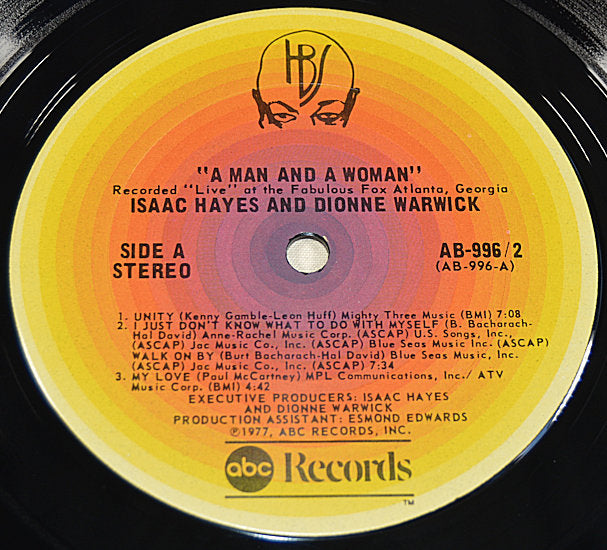 HBS
"A MAN AND A WOMAN"
Recorded "Live" at the Fabulous Fox Atlanta, Georgia
ISAAC HAYES AND DIONNE WARWICK
SIDE A
STEREO
AB-996/2
(AB-996-A)
1. UNITY (Kenny Gamble-Leon Huff) Mighty Three Music (BMI) 7:08
2. I JUST DON'T KNOW WHAT TO DO WITH MYSELF (B. Bacharach-
Hal David) Anne-Rachel Music Corp. (ASCAP) U.S. Songs, Inc.,
(ASCAP) Jac Music Co., Inc. (ASCAP) Blue Seas Music Inc. (ASCAP)
WALK ON BY (Burt Bacharach-Hal David) Blue Seas Music, Inc.
(ASCAP) Jac Music Co., Inc. (ASCAP) 7:34
3. MY LOVE (Paul McCartney) MPL Communications, Inc./ ATV
Music Corp. (BMI) 4:42
EXECUTIVE PRODUCERS: ISAAC HAYES
AND DIONNE WARWICK
PRODUCTION ASSISTANT: ESMOND EDWARDS
℗1977, ABC RECORDS, INC.
abc Records
TM